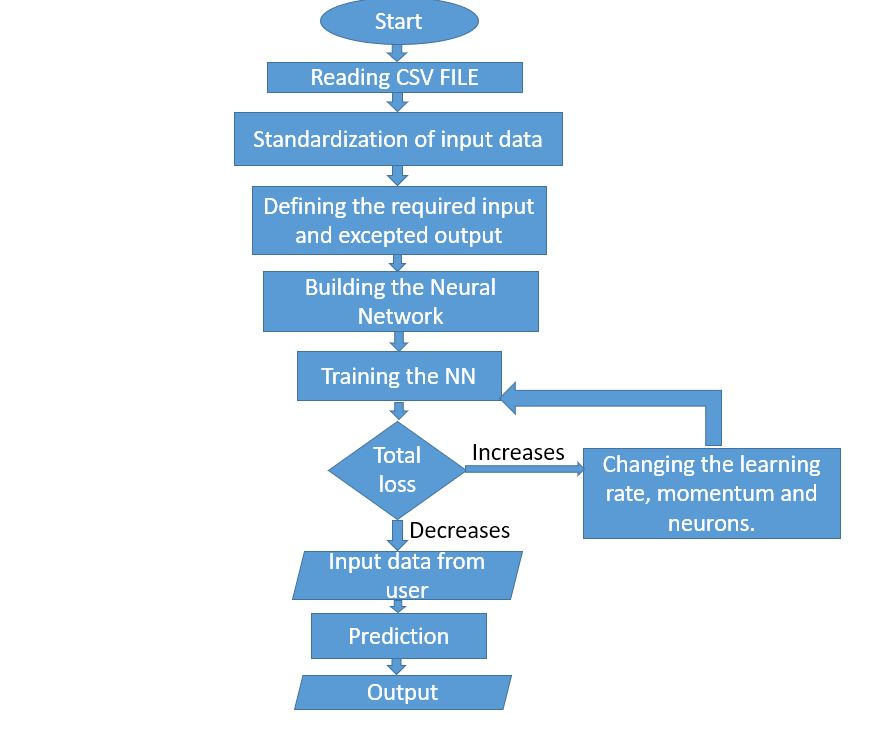 Start
Reading CSV FILE
Standardization of input data
Defining the required input
and excepted output
Building the Neural
Network
Training the NN
Total
loss
Increases
Changing the learning
rate, momentum and
neurons.
Decreases
Input data from
user
Prediction
Output